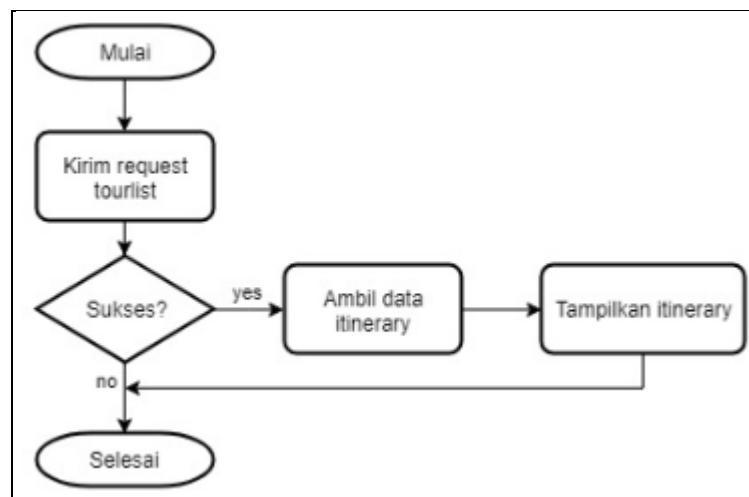 Mulai
Kirim request
tourlist
Sukses?
yes
Ambil data
itinerary
Tampilkan itinerary
no
Selesai